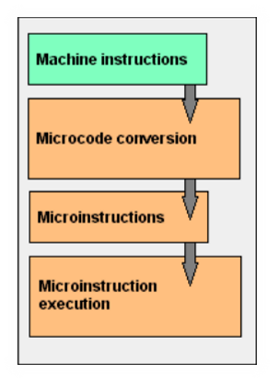 Machine instructions
Microcode conversion
Microinstructions
Microinstruction
execution